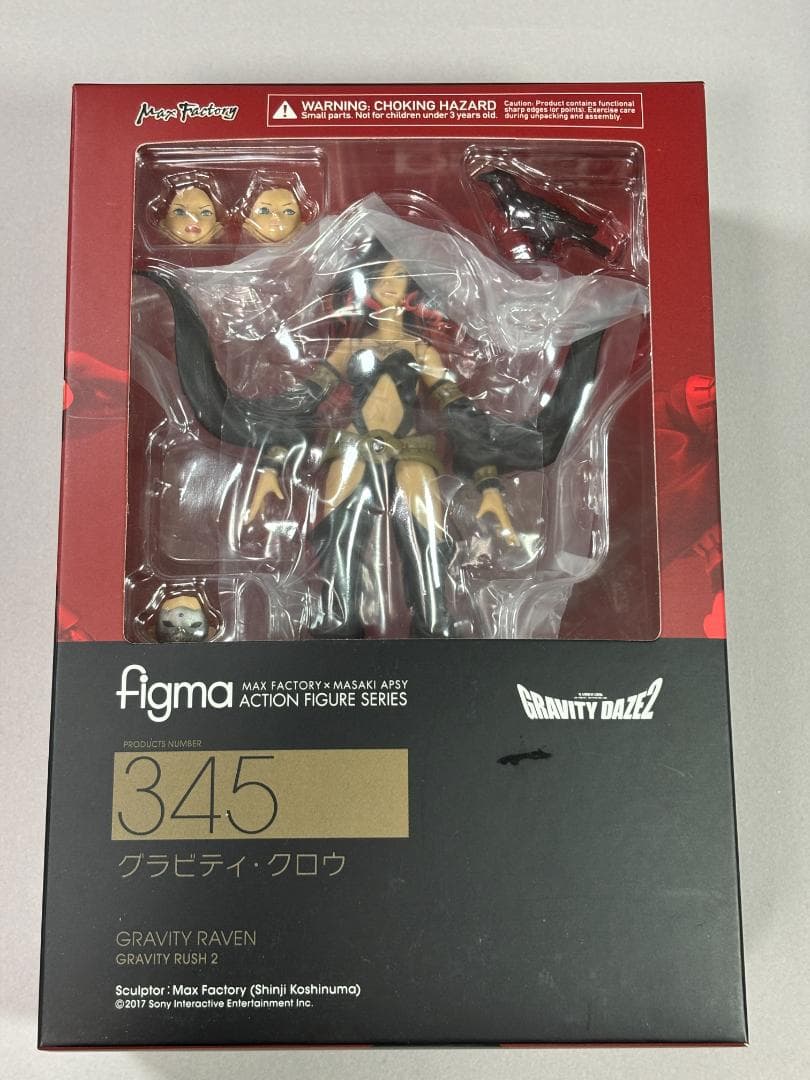 Max Factory
WARNING: CHOKING HAZARD
Small parts. Not for children under 3 years old.
Caution: Product contains functional
sharp edges (or points). Exercise care
during unpacking and assembly.
figma
MAX FACTORY × MASAKI APSY
ACTION FIGURE SERIES
GRAVITY DAZE 2
PRODUCTS NUMBER
345
グラビティ・クロウ
GRAVITY RAVEN
GRAVITY RUSH 2
Sculptor : Max Factory (Shinji Koshinuma)
©2017 Sony Interactive Entertainment Inc.